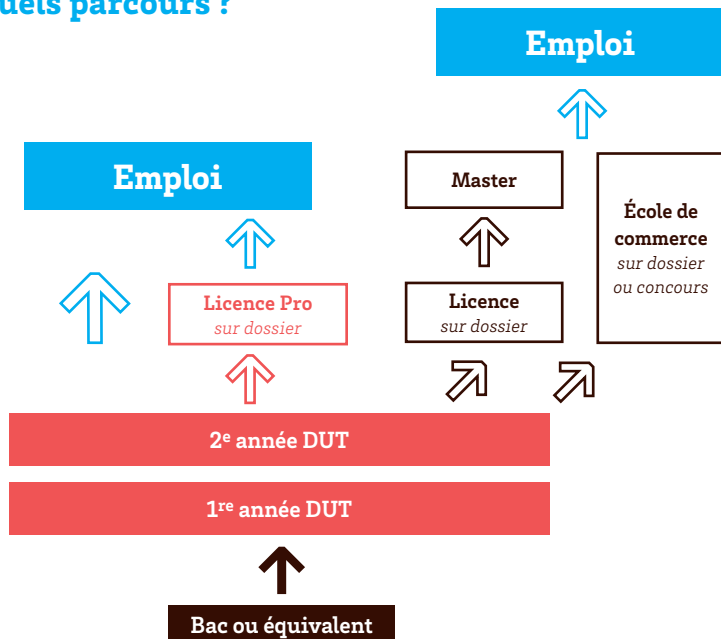 uels parcours ?
Emploi
Emploi
Master
École de
commerce
sur dossier
ou concours
Licence Pro
sur dossier
Licence
sur dossier
2e année DUT
1re année DUT
Bac ou équivalent